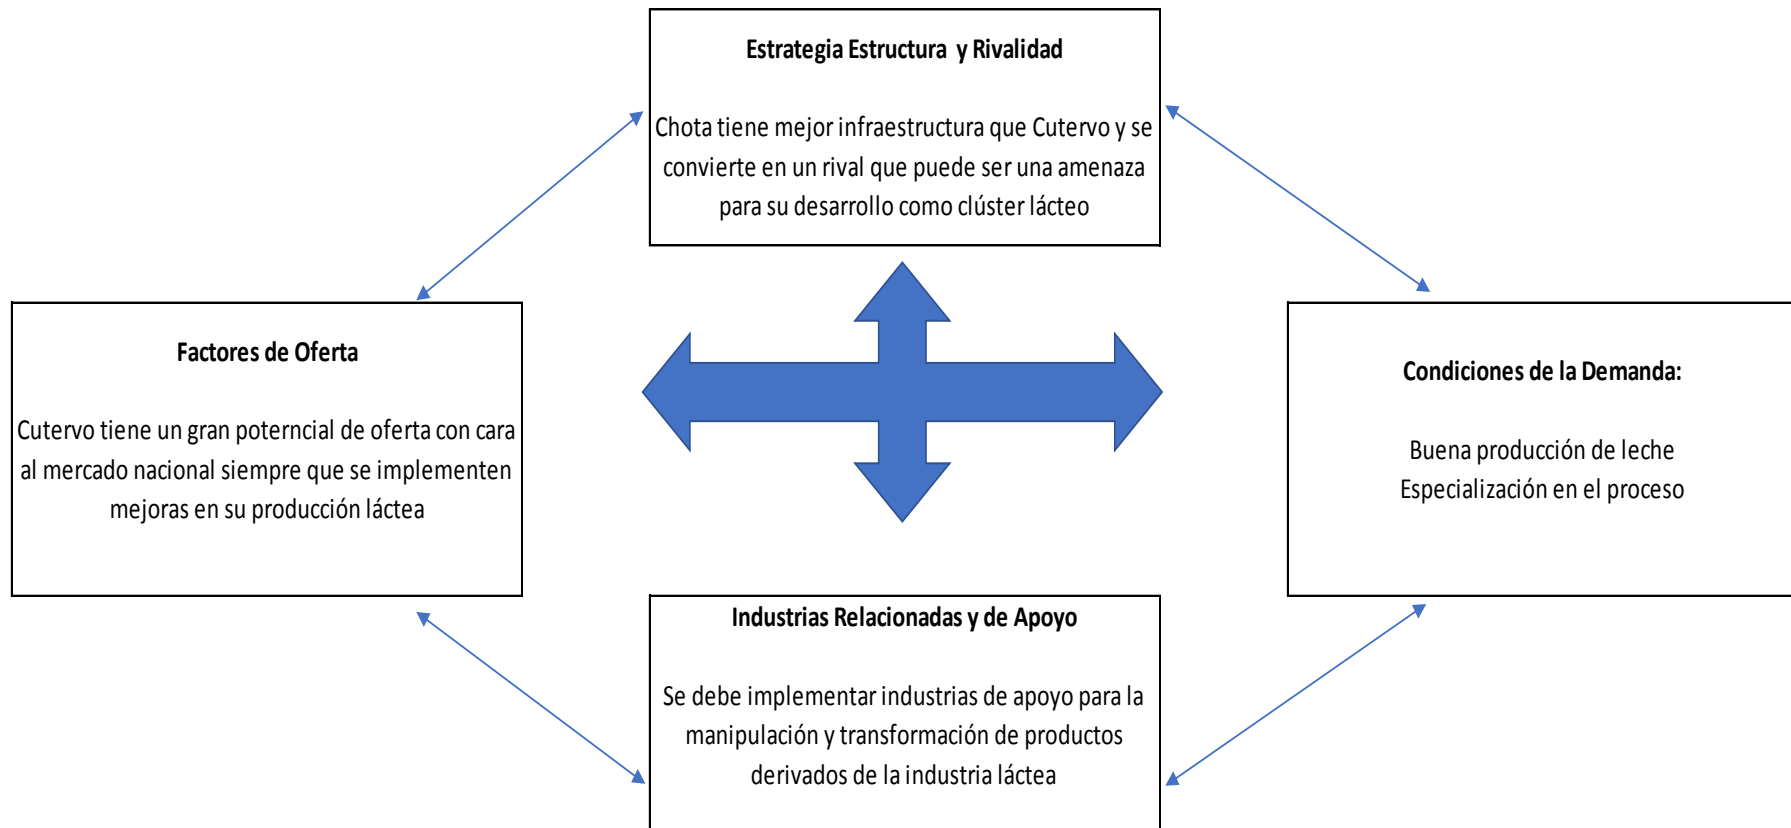 Estrategia Estructura y Rivalidad
Chota tiene mejor infraestructura que Cutervo y se
convierte en un rival que puede ser una amenaza
para su desarrollo como clúster lácteo
Factores de Oferta
Cutervo tiene un gran poterncial de oferta con cara
al mercado nacional siempre que se implementen
mejoras en su producción láctea
Condiciones de la Demanda:
Buena producción de leche
Especialización en el proceso
Industrias Relacionadas y de Apoyo
Se debe implementar industrias de apoyo para la
manipulación y transformación de productos
derivados de la industria láctea